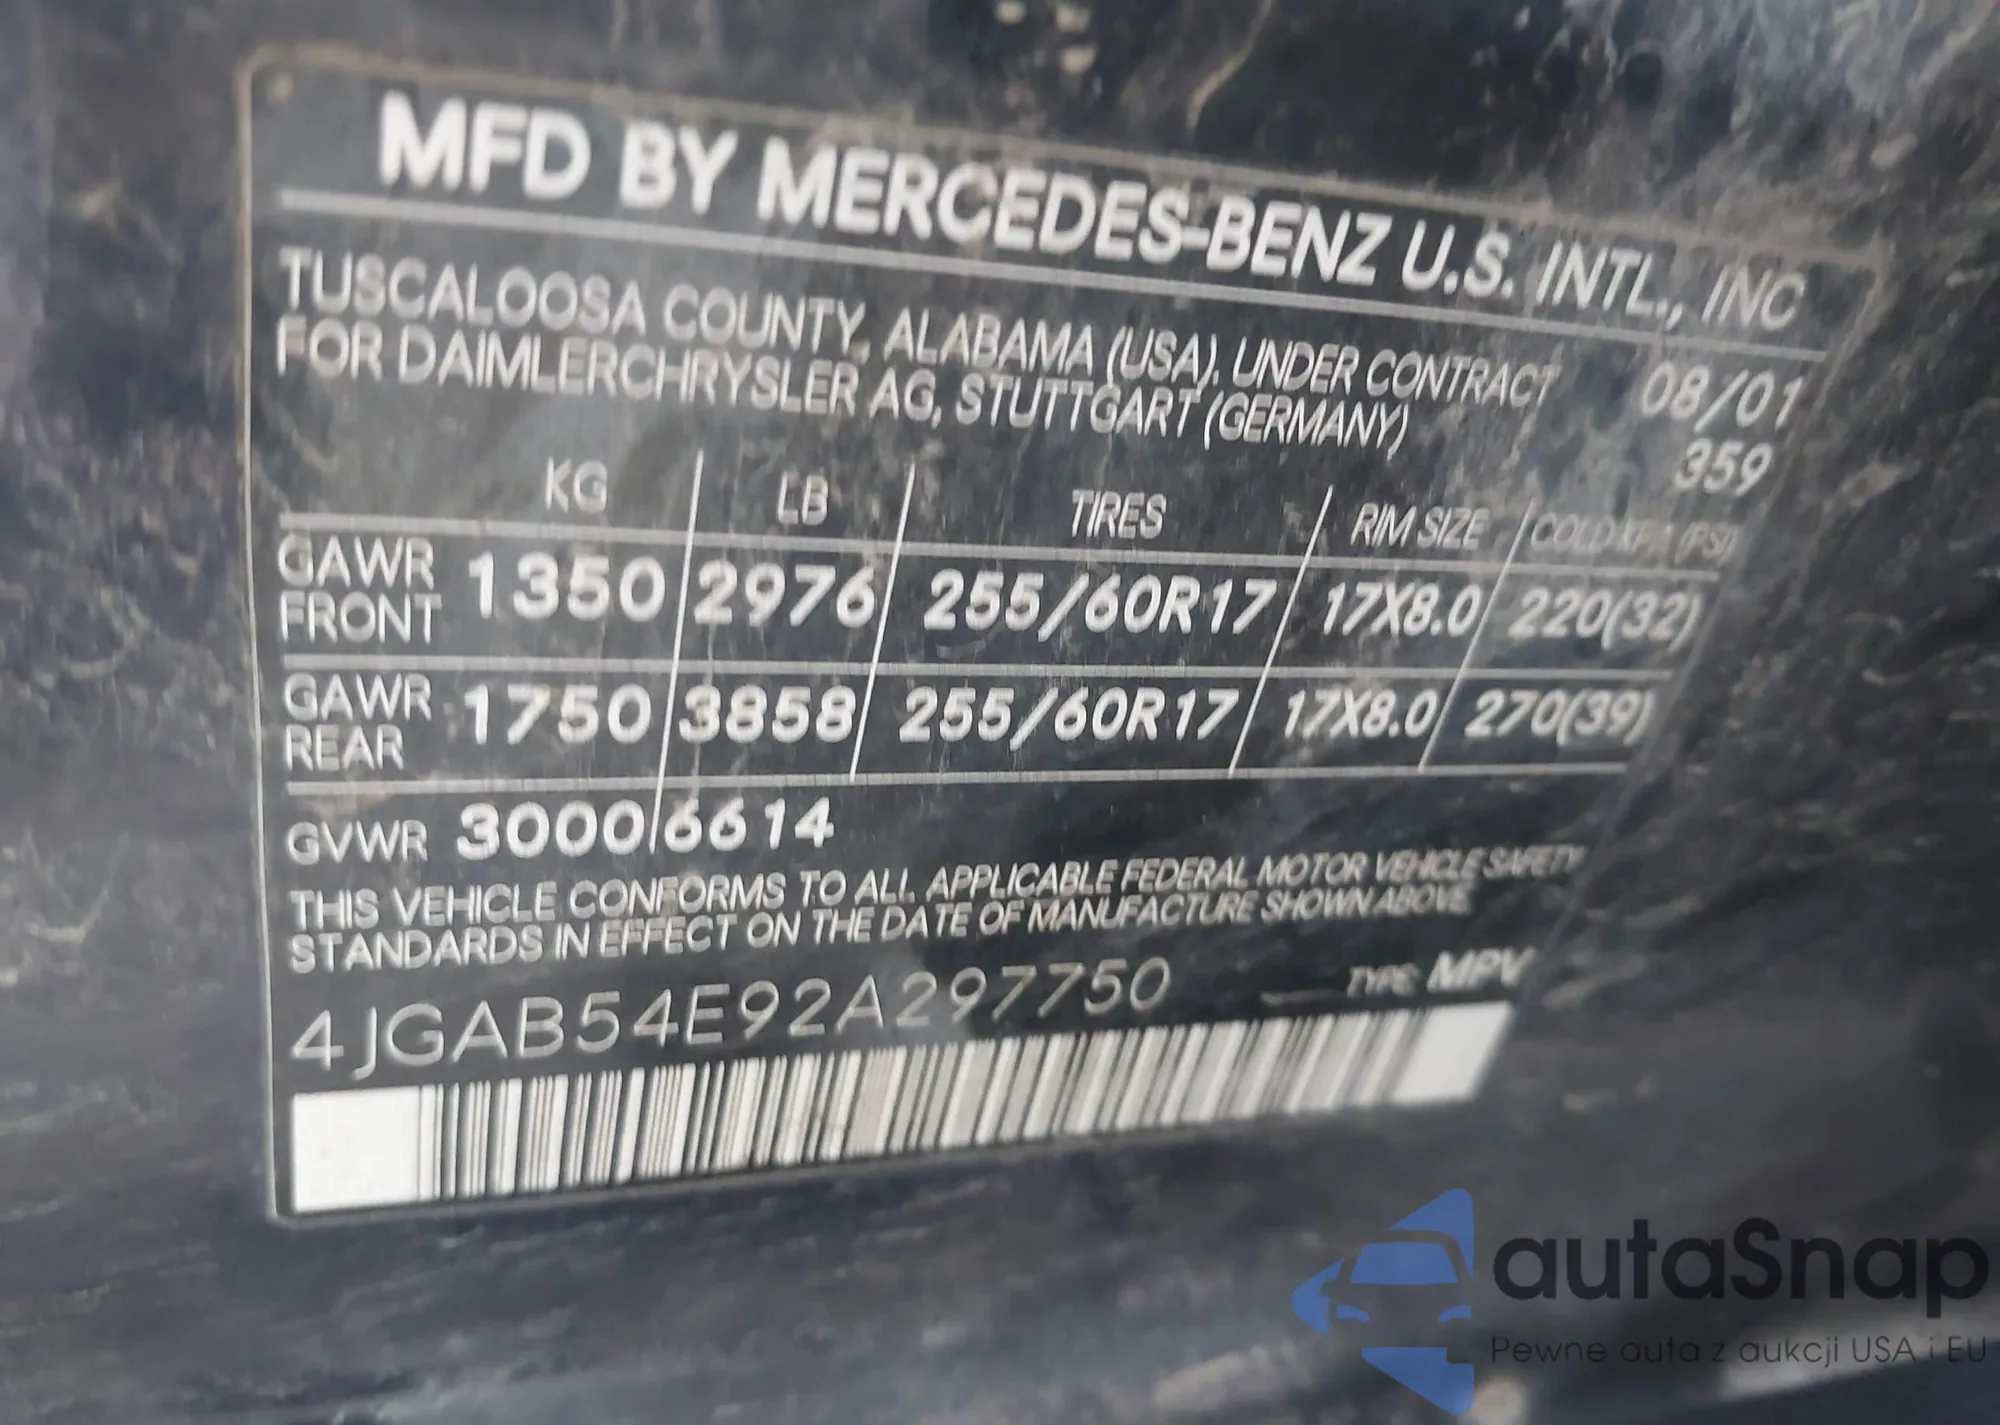 MFD BY MERCEDES-BENZ U.S. INTL., INC
TUSCALOOSA COUNTY, ALABAMA (USA). UNDER CONTRACT 08/01
FOR DAIMLERCHRYSLER AG, STUTTGART (GERMANY) 359
KG LB TIRES RIM SIZE COLD (PSI)
GAWR FRONT 1350 2976 255/60R17 17X8.0 220(32)
GAWR REAR 1750 3858 255/60R17 17X8.0 270(39)
GVWR 3000 6614
THIS VEHICLE CONFORMS TO ALL APPLICABLE FEDERAL MOTOR VEHICLE SAFETY
STANDARDS IN EFFECT ON THE DATE OF MANUFACTURE SHOWN ABOVE.
4JGAB54E92A297750 TYPE: MPV
autaSnap
Pewne auta z aukcji USA i EU